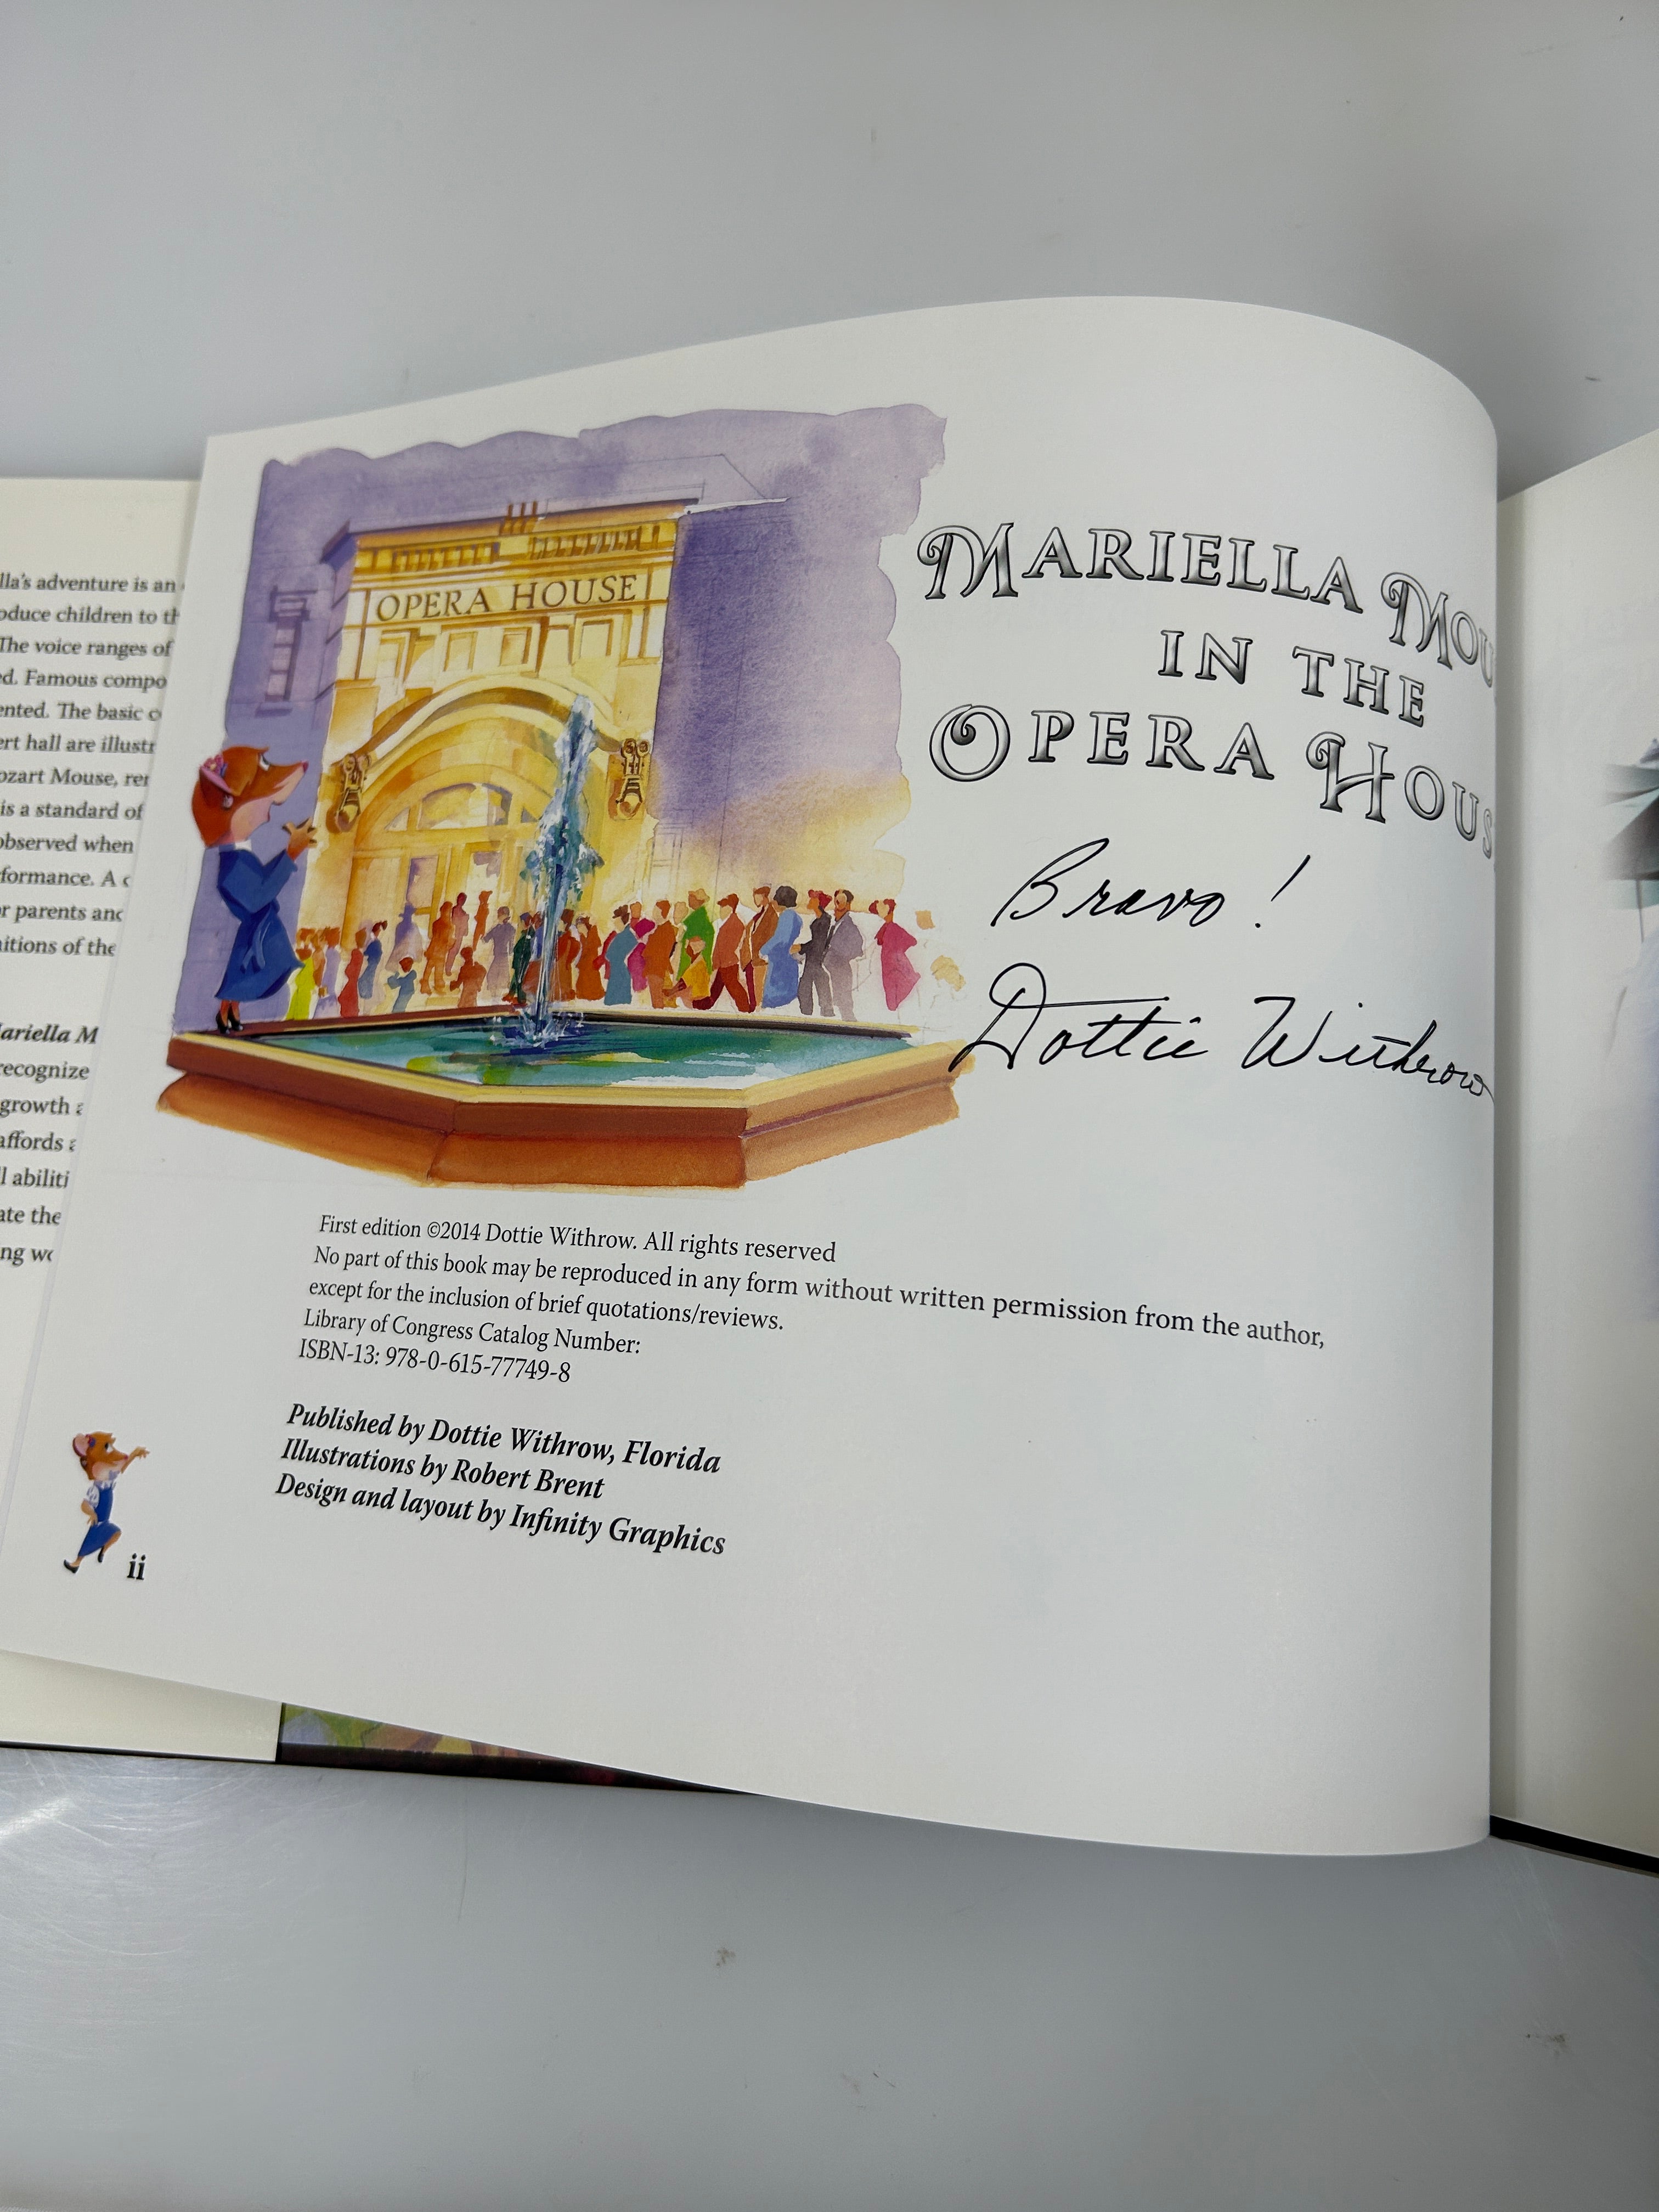 lla's adventure is an
oduce children to th
The voice ranges of
ed. Famous compo
ented. The basic
ert hall are illustr
ozart Mouse, rer
is a standard of
observed when
formance. A
r parents and
nitions of the
ariella M
recognize
growth
affords
l abiliti
ate the
ng wo
OPERA HOUSE
MARIELLA MOU
IN THE
OPERA HOUS
Bravo!
Dottie Withrow
First edition ©2014 Dottie Withrow. All rights reserved
No part of this book may be reproduced in any form without written permission from the author,
except for the inclusion of brief quotations/reviews.
Library of Congress Catalog Number:
ISBN-13: 978-0-615-77749-8
Published by Dottie Withrow, Florida
Illustrations by Robert Brent
Design and layout by Infinity Graphics
ii